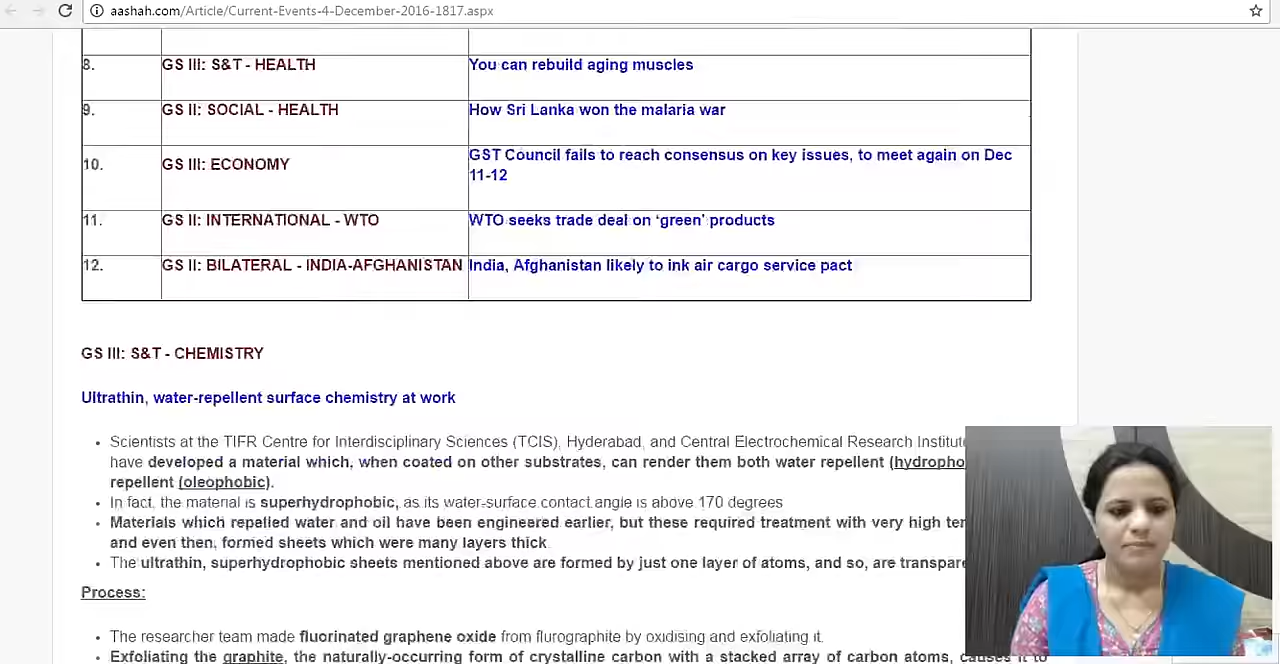 aashah.com/Article/Current-Events-4-December-2016-1817.aspx
8. GS III: S&T - HEALTH You can rebuild aging muscles
9. GS II: SOCIAL - HEALTH How Sri Lanka won the malaria war
10. GS III: ECONOMY GST Council fails to reach consensus on key issues, to meet again on Dec
11-12
11. GS II: INTERNATIONAL - WTO WTO seeks trade deal on ‘green’ products
12. GS II: BILATERAL - INDIA-AFGHANISTAN India, Afghanistan likely to ink air cargo service pact
GS III: S&T - CHEMISTRY
Ultrathin, water-repellent surface chemistry at work
• Scientists at the TIFR Centre for Interdisciplinary Sciences (TCIS), Hyderabad, and Central Electrochemical Research Institute
have developed a material which, when coated on other substrates, can render them both water repellent (hydropho
repellent (oleophobic).
• In fact, the material is superhydrophobic, as its water-surface contact angle is above 170 degrees
• Materials which repelled water and oil have been engineered earlier, but these required treatment with very high
and even then, formed sheets which were many layers thick
• The ultrathin, superhydrophobic sheets mentioned above are formed by just one layer of atoms, and so, are transpare
Process:
• The researcher team made fluorinated graphene oxide from flurographite by oxidising and exfoliating it.
• Exfoliating the graphite, the naturally-occurring form of crystalline carbon with a stacked array of carbon atoms, causes it to